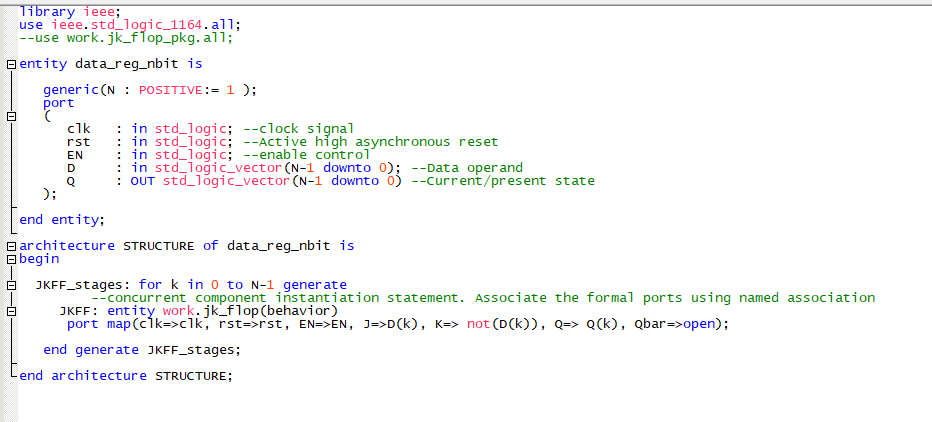 library ieee;
use ieee.std_logic_1164.all;
--use work.jk_flop_pkg.all;
entity data_reg_nbit is
generic(N : POSITIVE:= 1 );
port
(
clk : in std_logic; --clock signal
rst : in std_logic; --Active high asynchronous reset
EN : in std_logic; --enable control
D : in std_logic_vector(N-1 downto 0); --Data operand
Q : OUT std_logic_vector(N-1 downto 0) --Current/present state
);
end entity;
architecture STRUCTURE of data_reg_nbit is
begin
JKFF_stages: for k in 0 to N-1 generate
--concurrent component instantiation statement. Associate the formal ports using named association
JKFF: entity work.jk_flop(behavior)
port map(clk=>clk, rst=>rst, EN=>EN, J=>D(k), K=> not(D(k)), Q=> Q(k), Qbar=>open);
end generate JKFF_stages;
end architecture STRUCTURE;